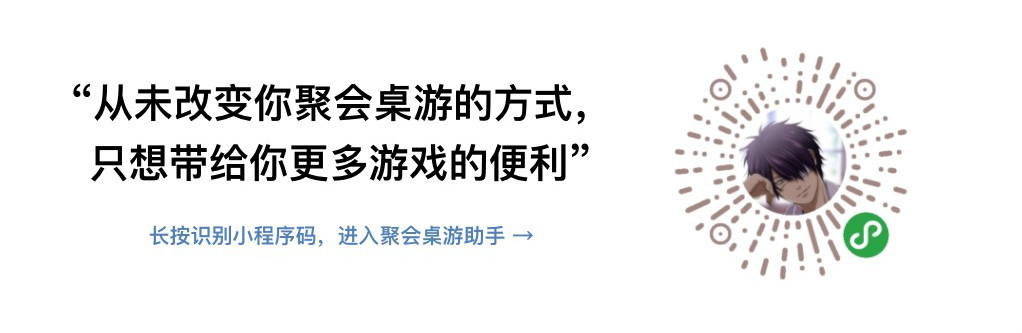 “从未改变你聚会桌游的方式，
只想带给你更多游戏的便利”
长按识别小程序码，进入聚会桌游助手 →